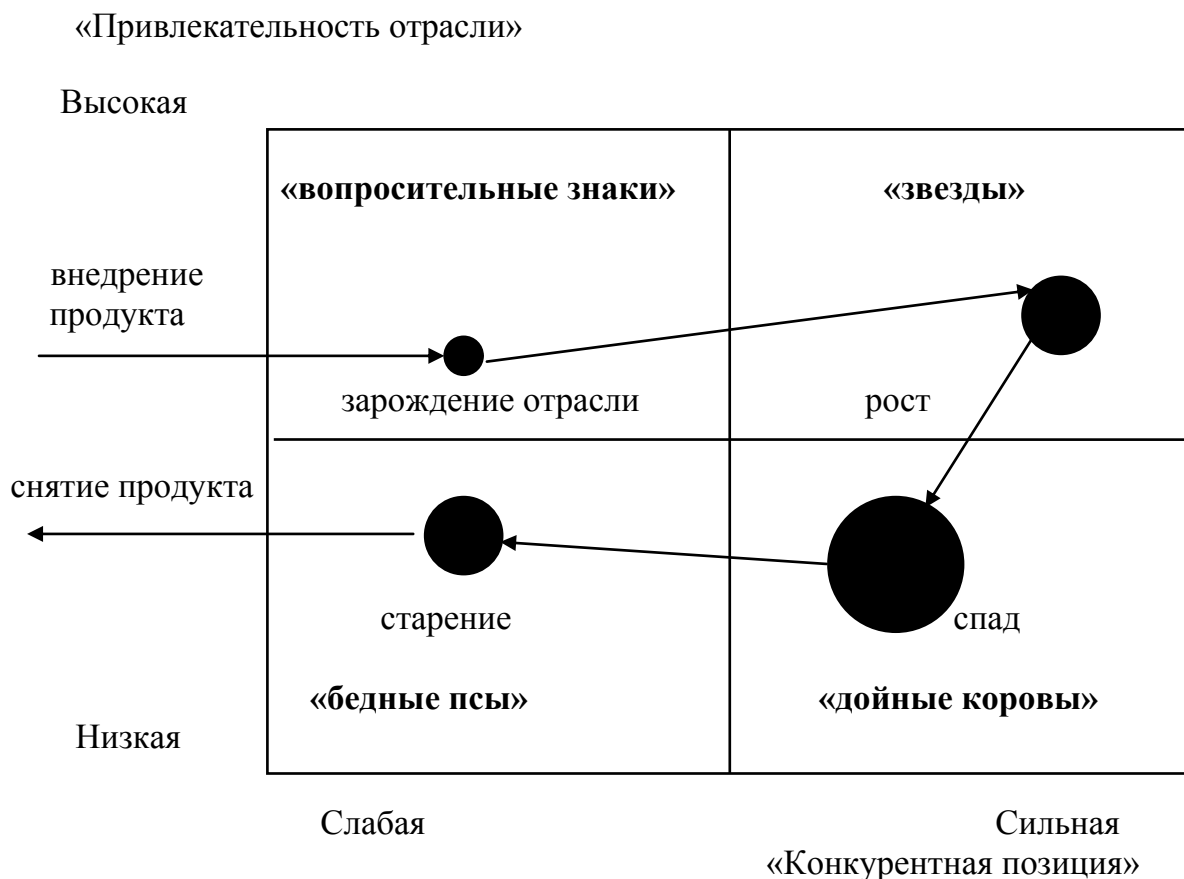 «Привлекательность отрасли»
Высокая
«вопросительные знаки»
«звезды»
внедрение
продукта
зарождение отрасли
рост
снятие продукта
старение
спад
«бедные псы»
«дойные коровы»
Низкая
Слабая
Сильная
«Конкурентная позиция»